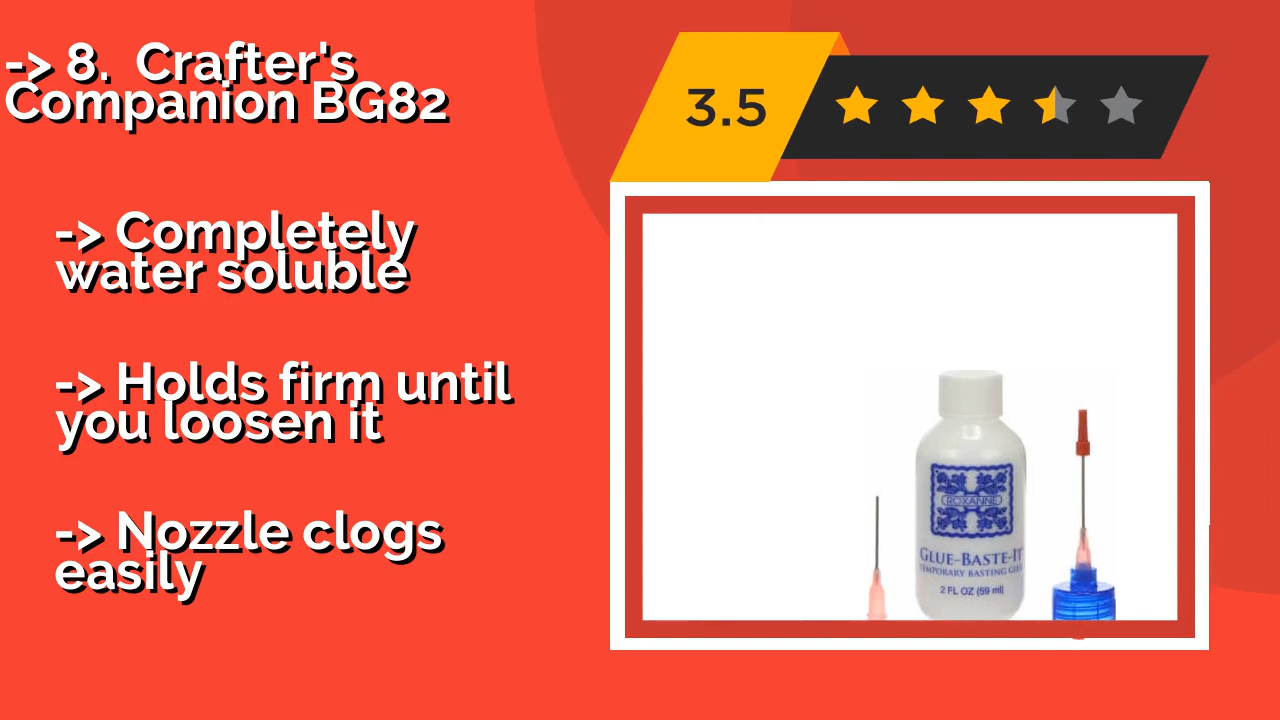 -> 8.  Crafter's
Companion BG82
-> Completely
water soluble
-> Holds firm until
you loosen it
-> Nozzle clogs
easily
3.5
ROXANNE
GLUE-BASTE-IT
TEMPORARY BASTING GLUE
2 FL OZ (59 ml)